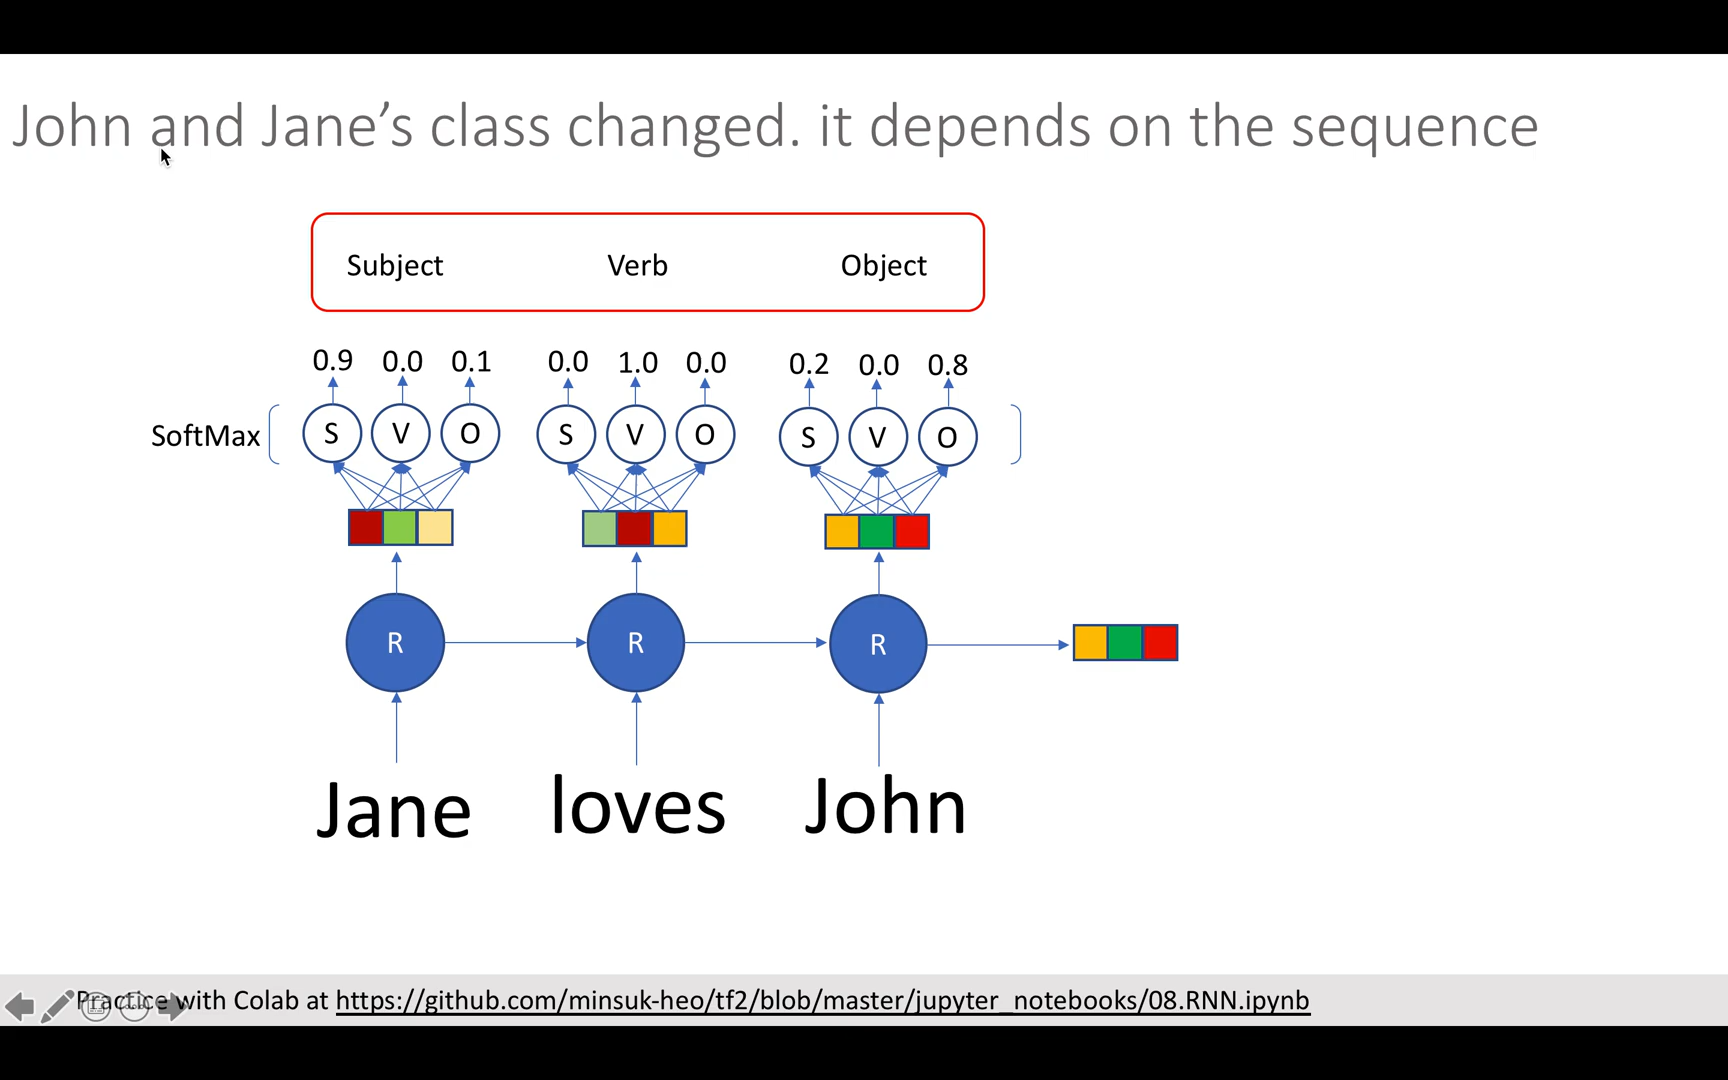 John and Jane’s class changed. it depends on the sequence
Subject Verb Object
0.9 0.0 0.1 0.0 1.0 0.0 0.2 0.0 0.8
SoftMax S V O S V O S V O
R R R
Jane loves John
Practice with Colab at https://github.com/minsuk-heo/tf2/blob/master/jupyter_notebooks/08.RNN.ipynb